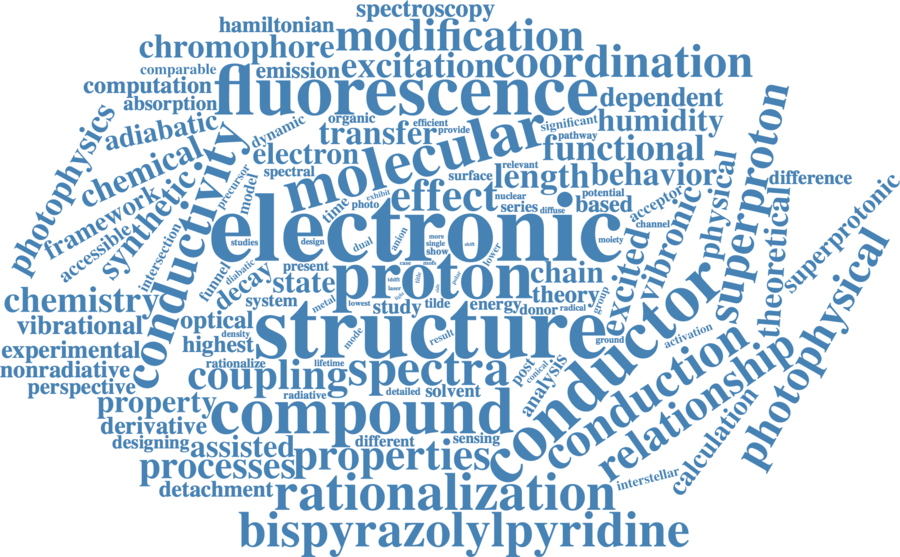 spectroscopy
hamiltonian
modification
chromophore
comparable
emission
excitation
coordination
computation
fluorescence
absorption
dependent
organic
efficient
significant
humidity
adiabatic
dynamic
transfer
provide
pathway
photophysics
electron
molecular
functional
chemical
spectral
relevant
surface
length
behavior
difference
precursor
model
exhibit
nuclear
potential
framework
synthetic
conductivity
time
photo
effect
series
diffuse
based
acceptor
physical
superproton
superprotonic
accessible
electronic
channel
studies
design
dual
anion
more
single
show
shift
lower
moiety
intersection
funnel
diabatic
decay
present
state
proton
chain
excited
vibronic
theoretical
photophysical
chemistry
system
metal
lowest
laser
study
tilde
energy
theory
donor
radical
group
vibrational
optical
density
structure
ground
conductor
activation
experimental
highest
mode
result
nonradiative
rationalize
lifetime
coupling
spectra
post
conical
analysis
conduction
relationship
perspective
radiative
detailed
solvent
property
compound
derivative
designing
assisted
different
sensing
processes
properties
interstellar
calculation
detachment
rationalization
bispyrazolylpyridine